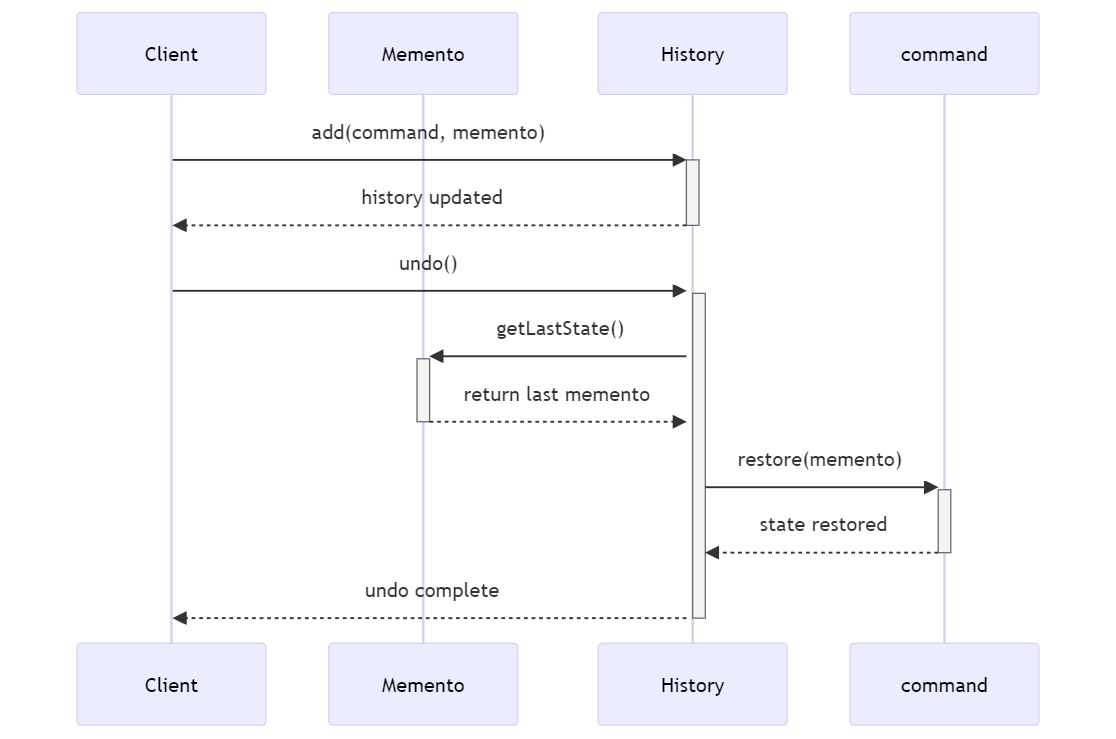 Client
Memento
History
command
add(command, memento)
history updated
undo()
getLastState()
return last memento
restore(memento)
state restored
undo complete
Client
Memento
History
command